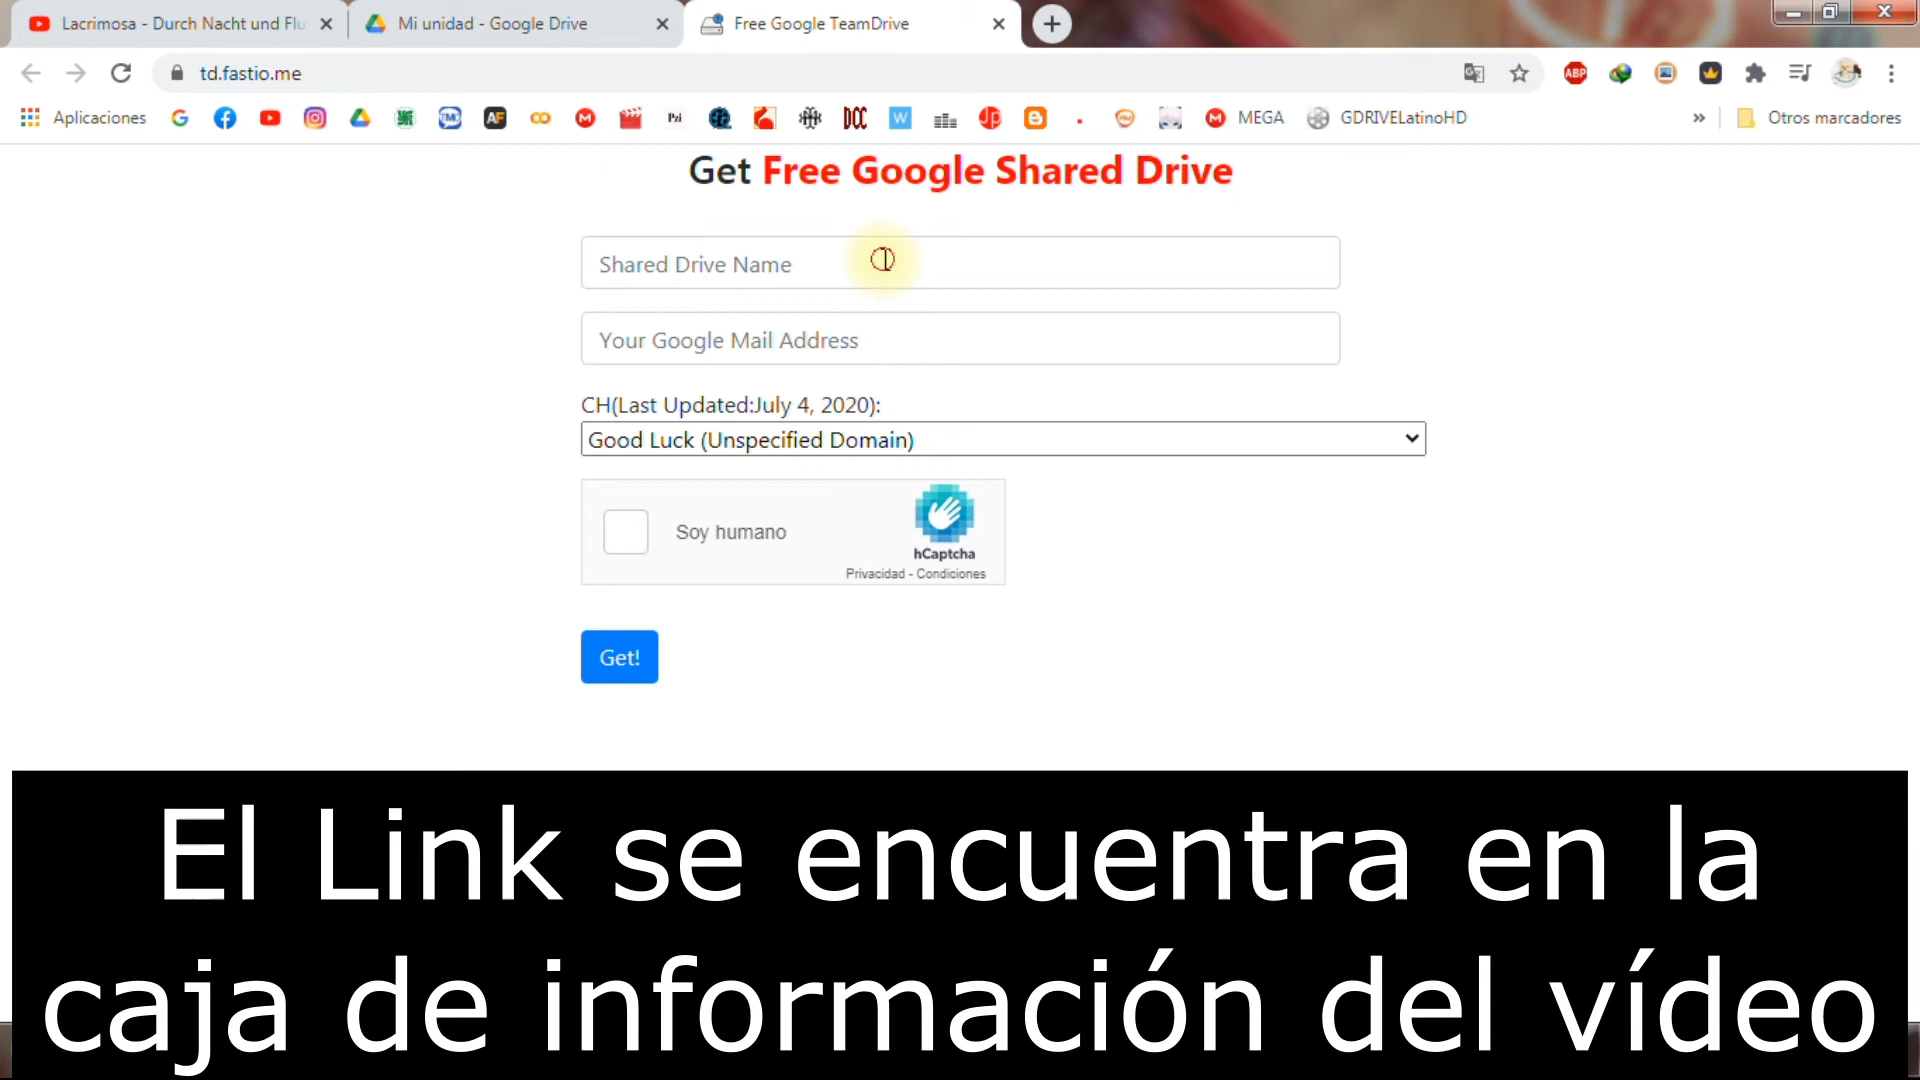 Lacrimosa - Durch Nacht und Flu
Mi unidad - Google Drive
Free Google TeamDrive
td.fastio.me
ABP
Aplicaciones
MEGA
GDRIVELatinoHD
Otros marcadores
Get Free Google Shared Drive
Shared Drive Name
Your Google Mail Address
CH(Last Updated:July 4, 2020):
Good Luck (Unspecified Domain)
Soy humano
hCaptcha
Privacidad - Condiciones
Get!
El Link se encuentra en la
caja de información del vídeo